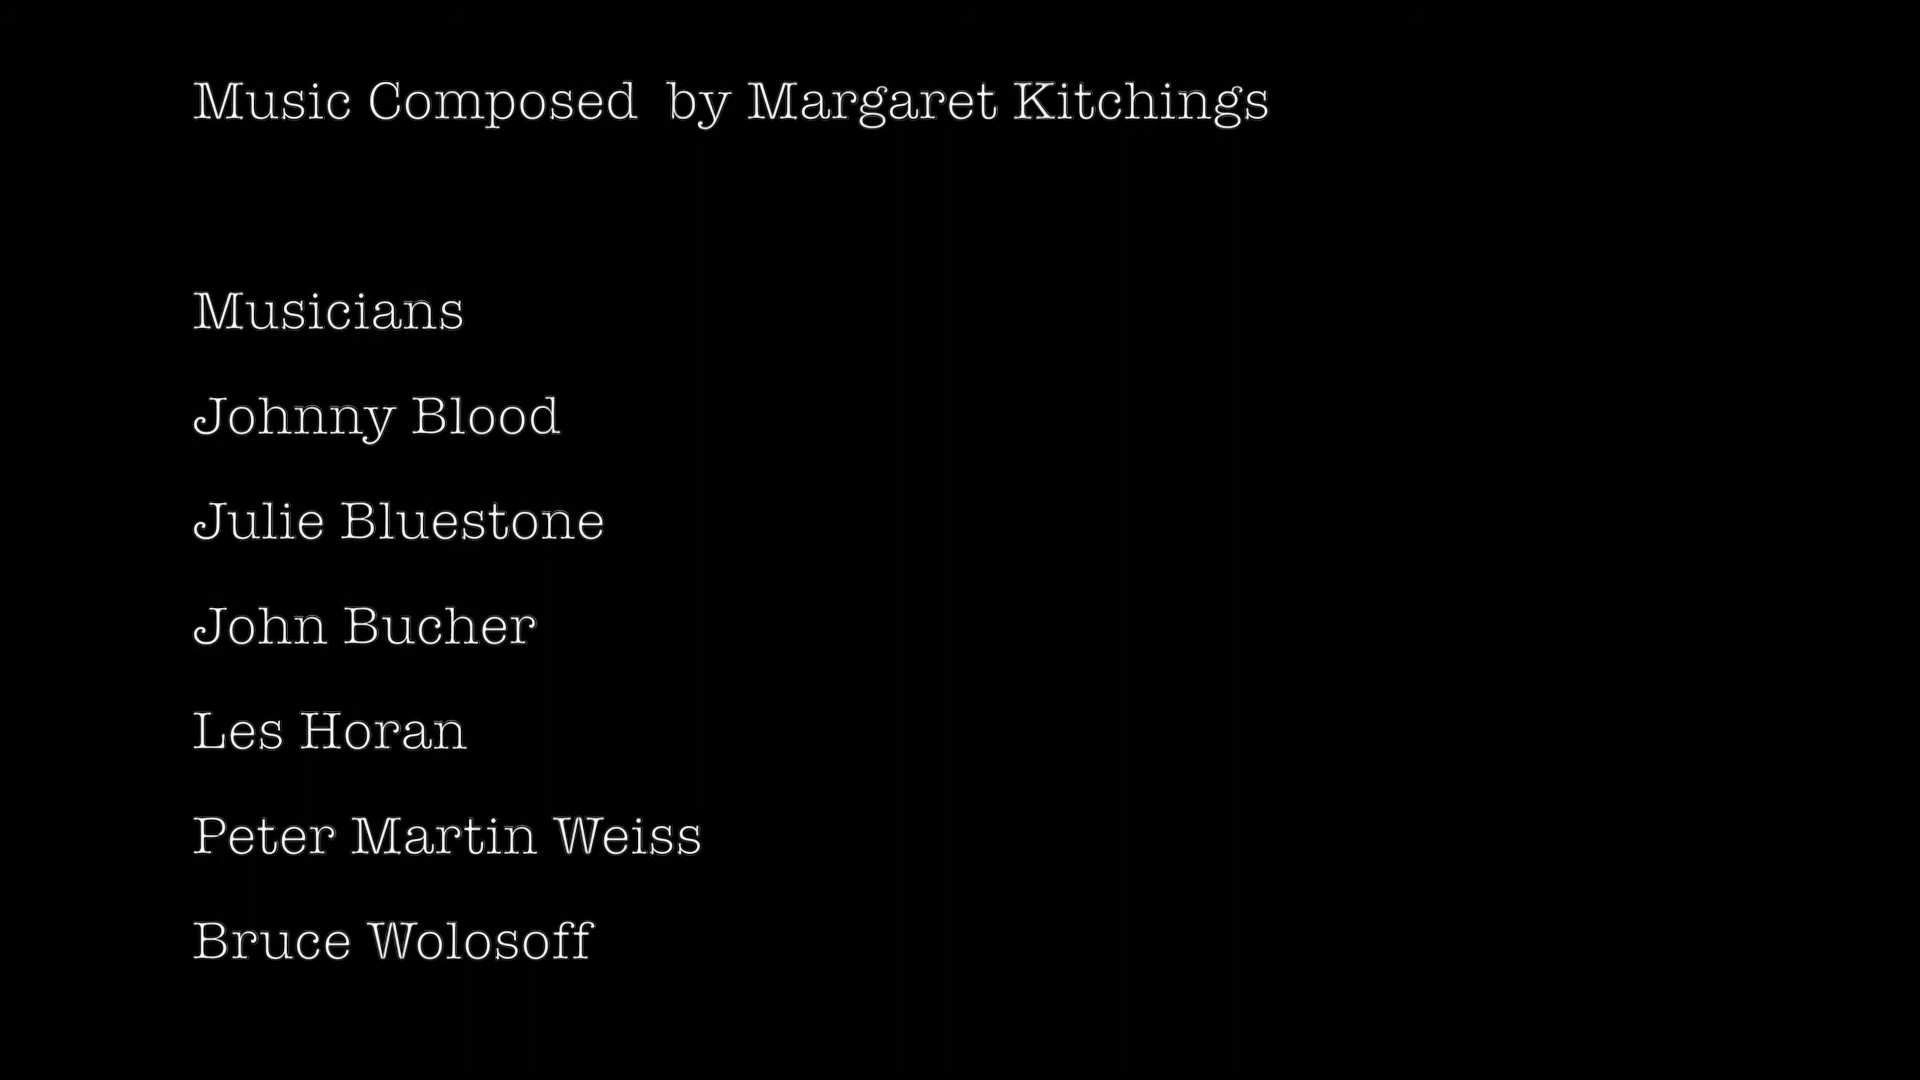 Music Composed  by Margaret Kitchings
Musicians
Johnny Blood
Julie Bluestone
John Bucher
Les Horan
Peter Martin Weiss
Bruce Wolosoff